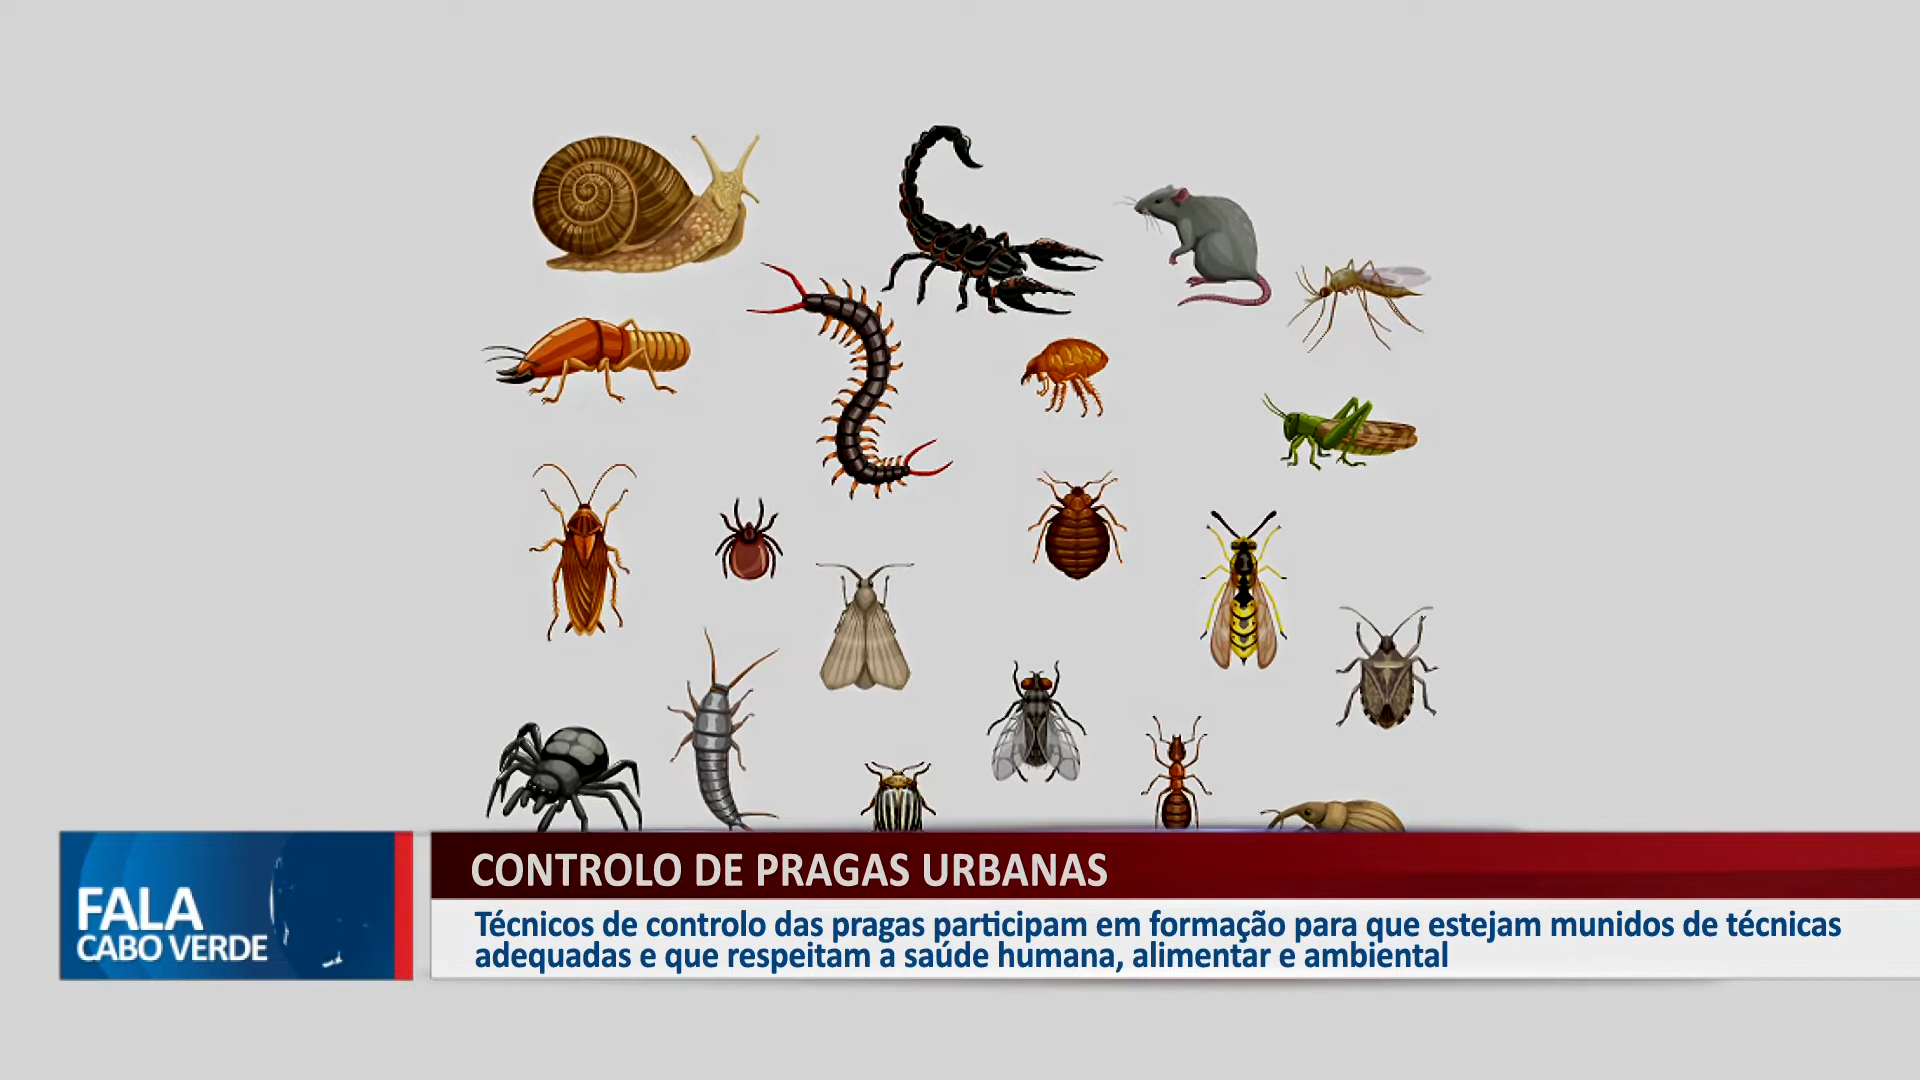 CONTROLO DE PRAGAS URBANAS
Técnicos de controlo das pragas participam em formação para que estejam munidos de técnicas
adequadas e que respeitam a saúde humana, alimentar e ambiental
FALA
CABO VERDE